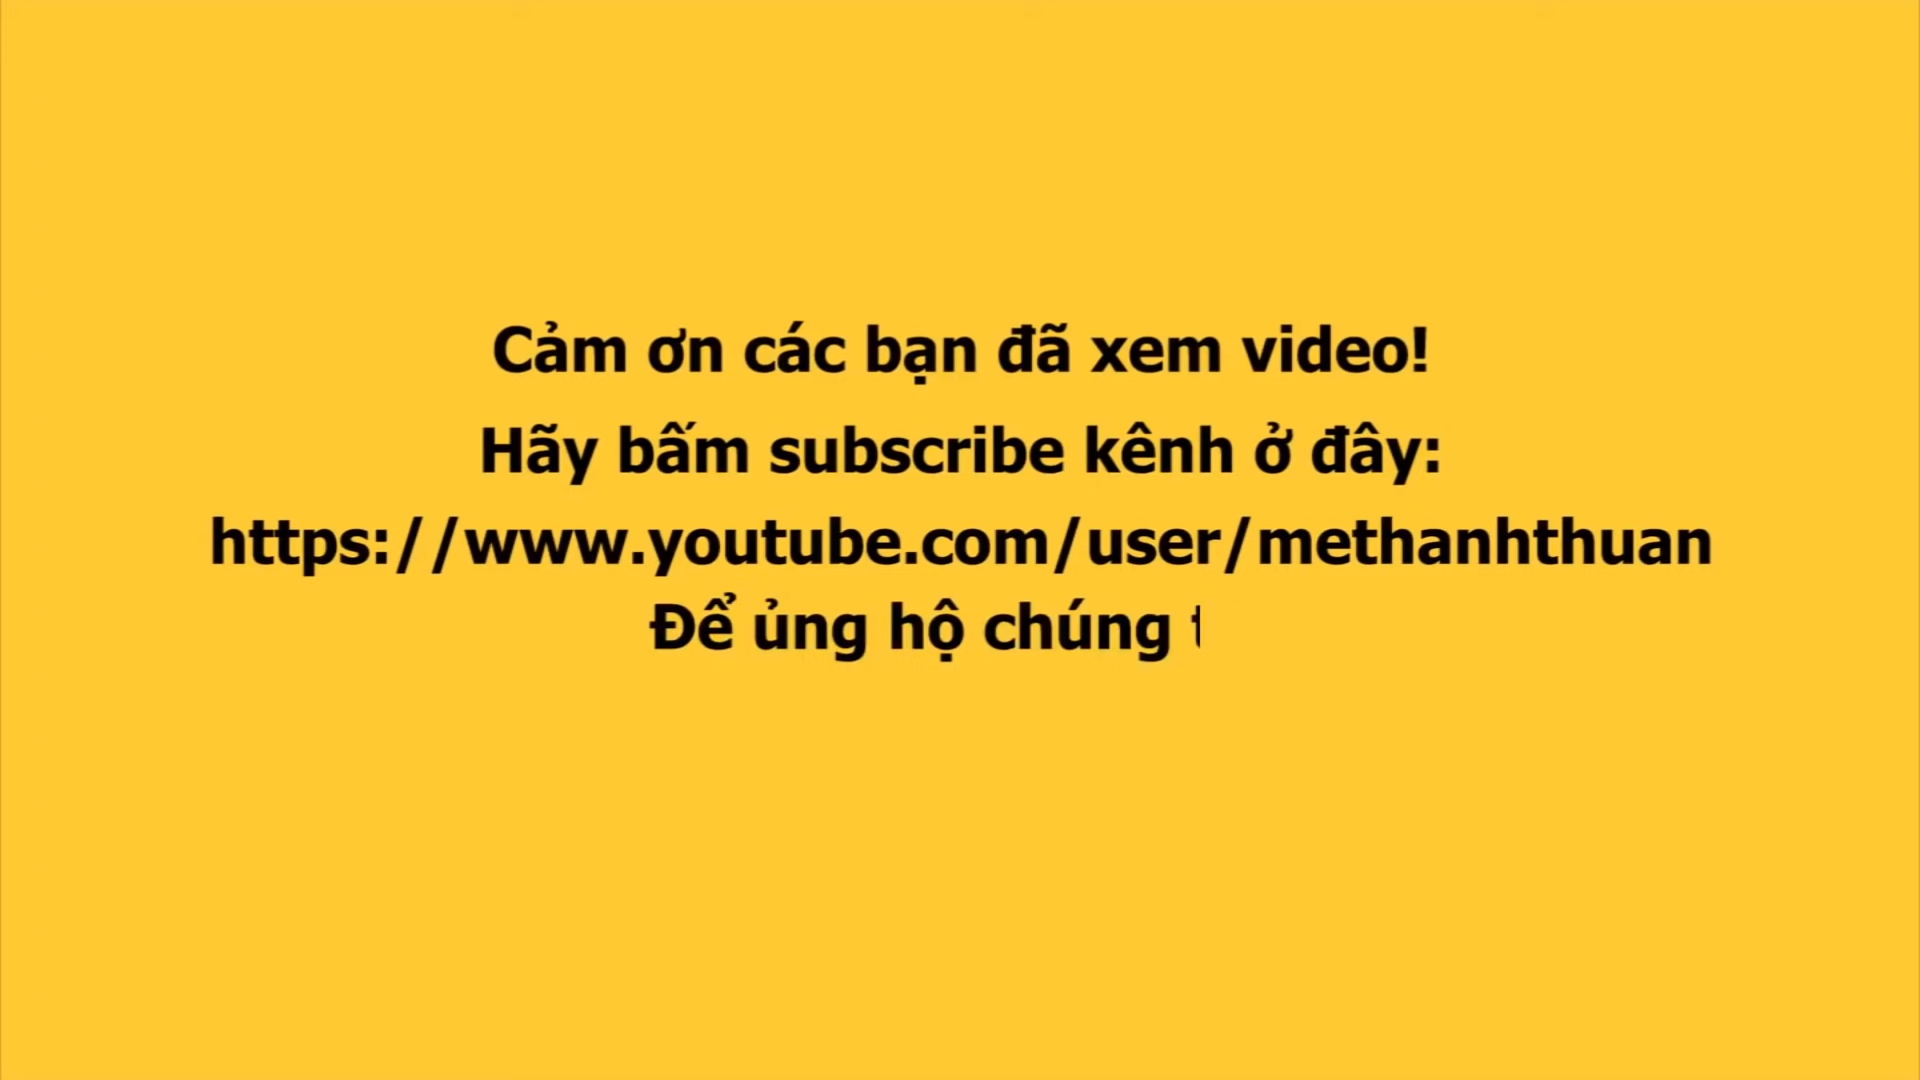 Cảm ơn các bạn đã xem video!
Hãy bấm subscribe kênh ở đây:
https://www.youtube.com/user/methanhthuan
Để ủng hộ chúng